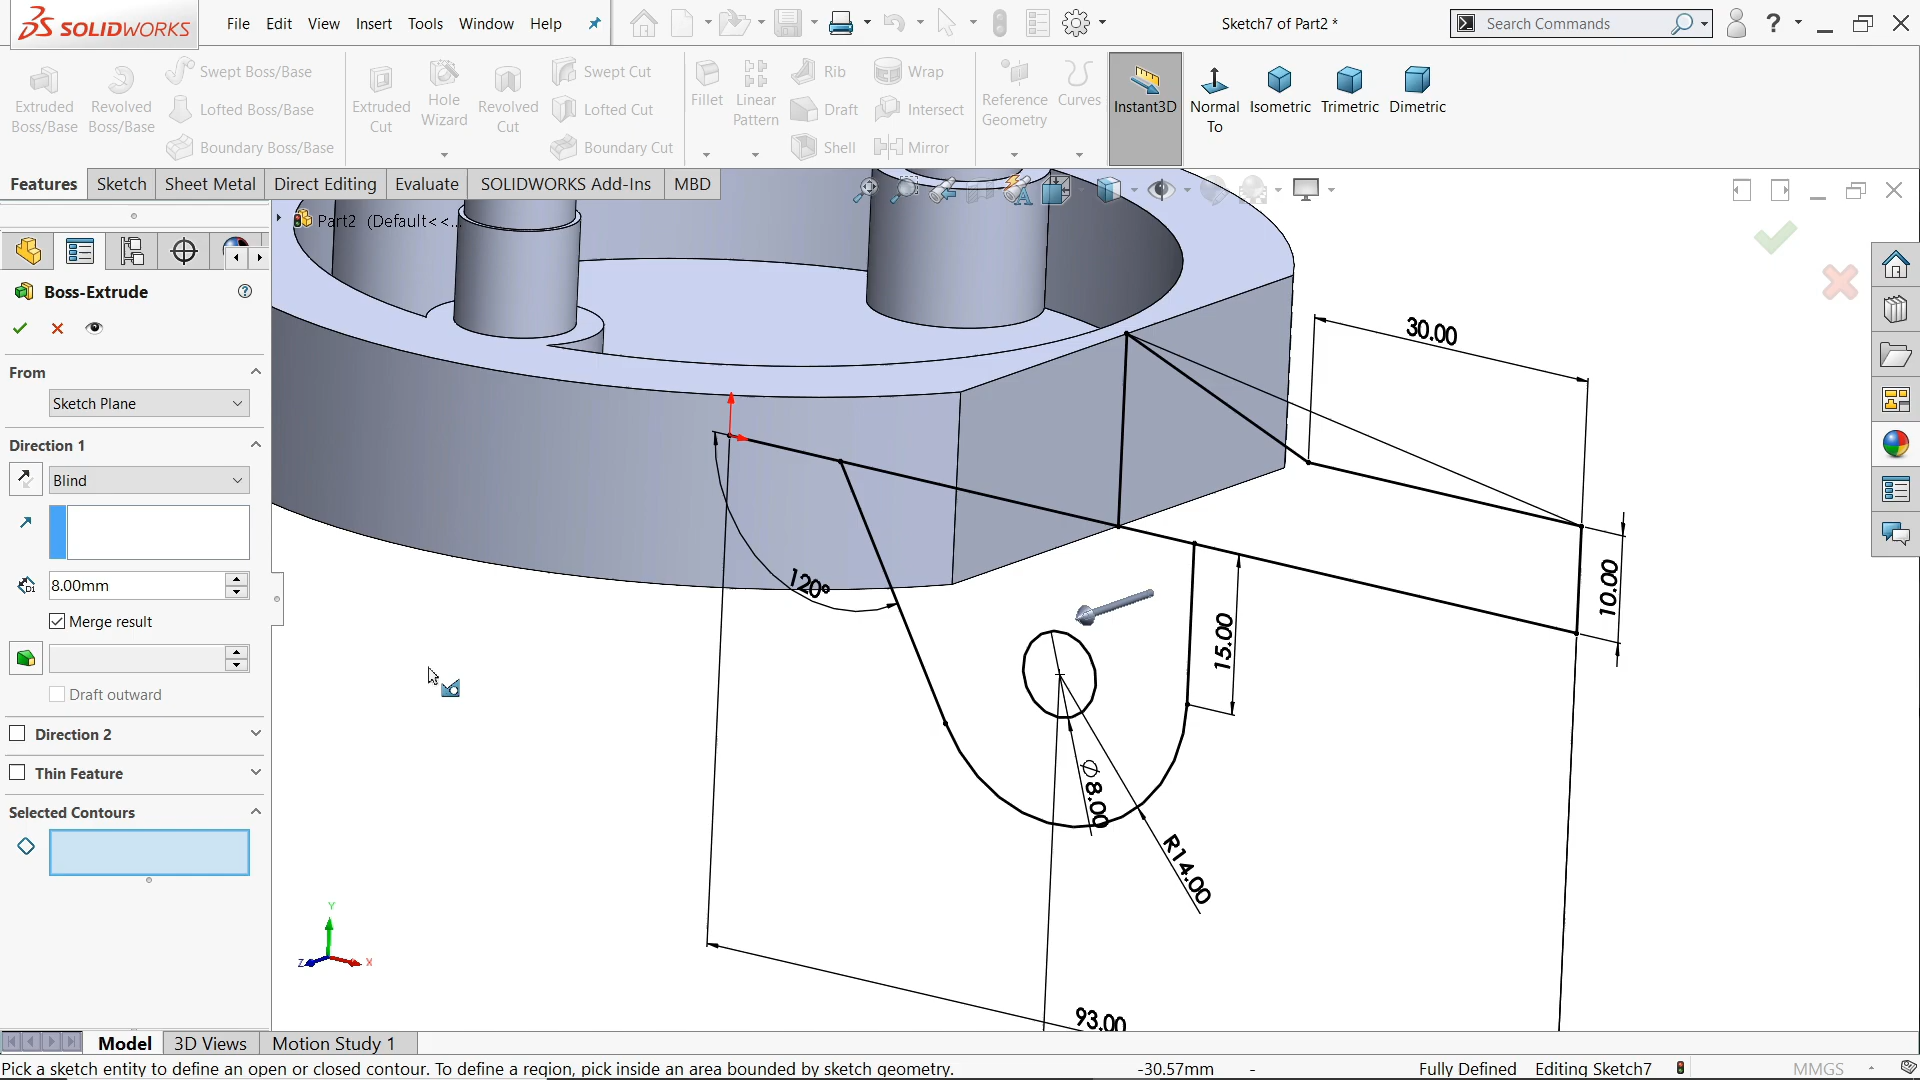 SOLIDWORKS File Edit View Insert Tools Window Help Sketch7 of Part2 * Search Commands ?
Extruded Boss/Base
Revolved Boss/Base
Swept Boss/Base
Lofted Boss/Base
Boundary Boss/Base
Extruded Cut
Hole Wizard
Revolved Cut
Swept Cut
Lofted Cut
Boundary Cut
Fillet
Linear Pattern
Rib
Draft
Shell
Wrap
Intersect
Mirror
Reference Geometry
Curves
Instant3D
Normal To
Isometric
Trimetric
Dimetric
Features Sketch Sheet Metal Direct Editing Evaluate SOLIDWORKS Add-Ins MBD
Part2 (Default<<...
Boss-Extrude
From
Sketch Plane
Direction 1
Blind
D1
8.00mm
Merge result
Draft outward
Direction 2
Thin Feature
Selected Contours
30.00
120°
10.00
15.00
Ø8.00
R14.00
93.00
Y
Z
X
Model 3D Views Motion Study 1
Pick a sketch entity to define an open or closed contour. To define a region, pick inside an area bounded by sketch geometry. -30.57mm - Fully Defined Editing Sketch7 MMGS